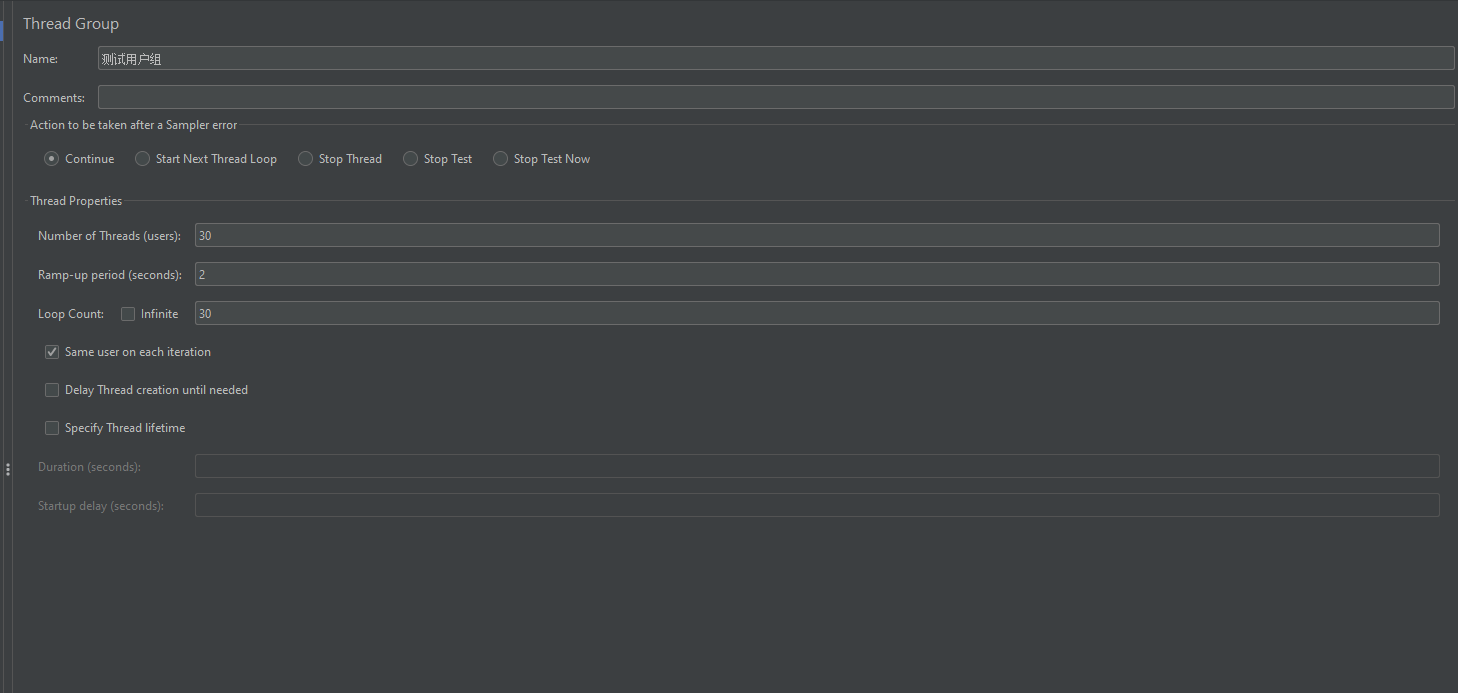 Thread Group
Name: 测试用户组
Comments:
Action to be taken after a Sampler error
Continue Start Next Thread Loop Stop Thread Stop Test Stop Test Now
Thread Properties
Number of Threads (users): 30
Ramp-up period (seconds): 2
Loop Count: Infinite 30
Same user on each iteration
Delay Thread creation until needed
Specify Thread lifetime
Duration (seconds):
Startup delay (seconds):